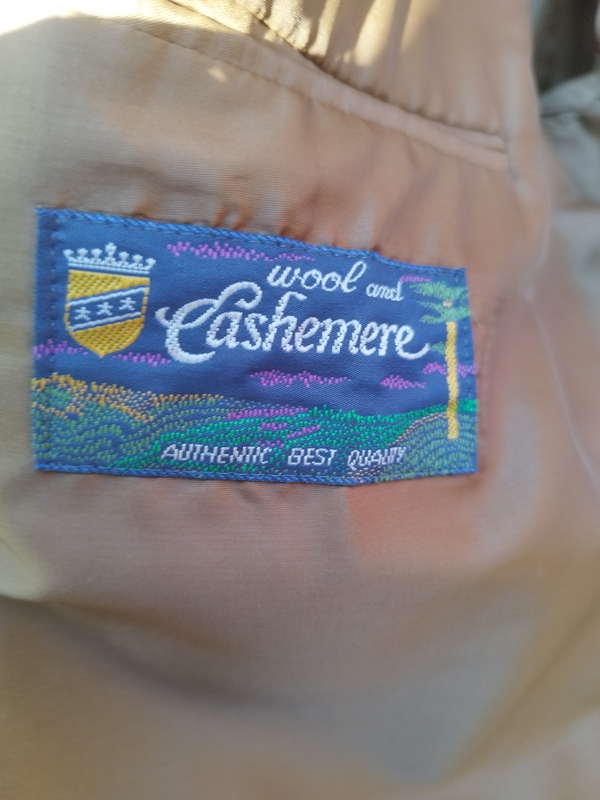 wool and
Cashemere
AUTHENTIC BEST QUALITY